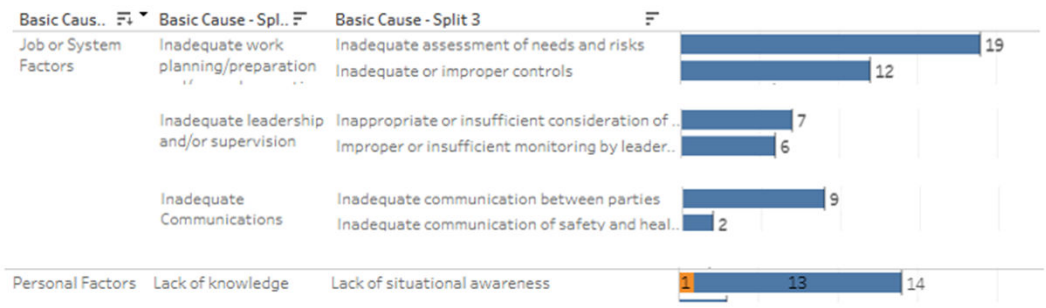 Basic Caus.. Basic Cause - Spl.. Basic Cause - Split 3
Job or System Factors
Inadequate work planning/preparation
Inadequate assessment of needs and risks 19
Inadequate or improper controls 12
Inadequate leadership and/or supervision
Inappropriate or insufficient consideration of .. 7
Improper or insufficient monitoring by leader.. 6
Inadequate Communications
Inadequate communication between parties 9
Inadequate communication of safety and heal.. 2
Personal Factors Lack of knowledge Lack of situational awareness 1 13 14